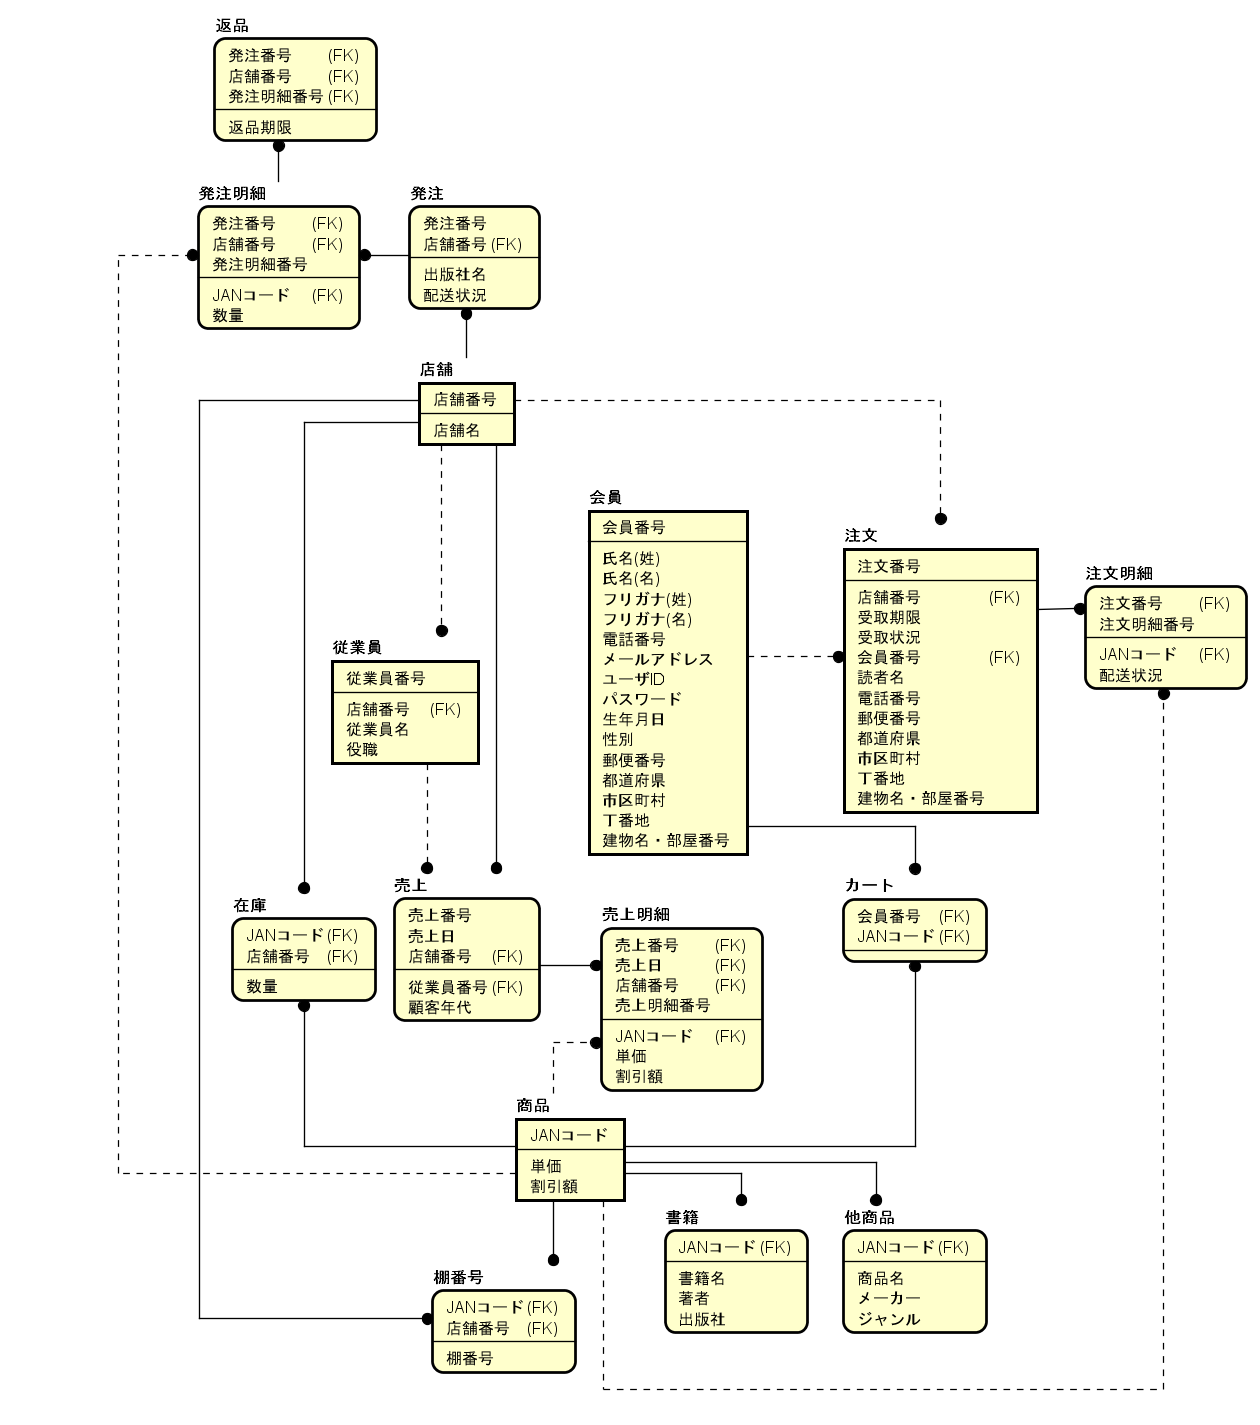 返品
発注番号 (FK)
店舗番号 (FK)
発注明細番号 (FK)
返品期限
発注明細
発注番号 (FK)
店舗番号 (FK)
発注明細番号
JANコード (FK)
数量
発注
発注番号
店舗番号 (FK)
出版社名
配送状況
店舗
店舗番号
店舗名
会員
会員番号
氏名(姓)
氏名(名)
フリガナ(姓)
フリガナ(名)
電話番号
メールアドレス
ユーザID
パスワード
生年月日
性別
郵便番号
都道府県
市区町村
丁番地
建物名・部屋番号
注文
注文番号
店舗番号 (FK)
受取期限
受取状況
会員番号 (FK)
読者名
電話番号
郵便番号
都道府県
市区町村
丁番地
建物名・部屋番号
注文明細
注文番号 (FK)
注文明細番号
JANコード (FK)
配送状況
従業員
従業員番号
店舗番号 (FK)
従業員名
役職
在庫
JANコード (FK)
店舗番号 (FK)
数量
売上
売上番号
売上日
店舗番号 (FK)
従業員番号 (FK)
顧客年代
売上明細
売上番号 (FK)
売上日 (FK)
店舗番号 (FK)
売上明細番号
JANコード (FK)
単価
割引額
カート
会員番号 (FK)
JANコード (FK)
商品
JANコード
単価
割引額
書籍
JANコード (FK)
書籍名
著者
出版社
他商品
JANコード (FK)
商品名
メーカー
ジャンル
棚番号
JANコード (FK)
店舗番号 (FK)
棚番号